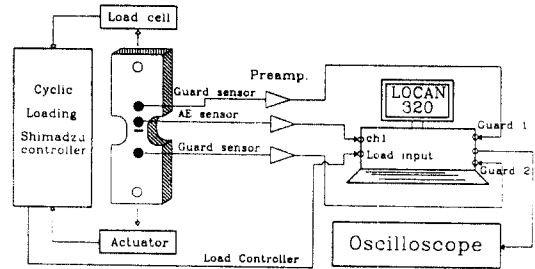 Load cell
Cyclic
Loading
Shimadzu
controller
Preamp.
Guard sensor
AE sensor
Guard sensor
LOCAN
320
Guard 1
ch1
Load input
Guard 2
Actuator
Load Controller
Oscilloscope